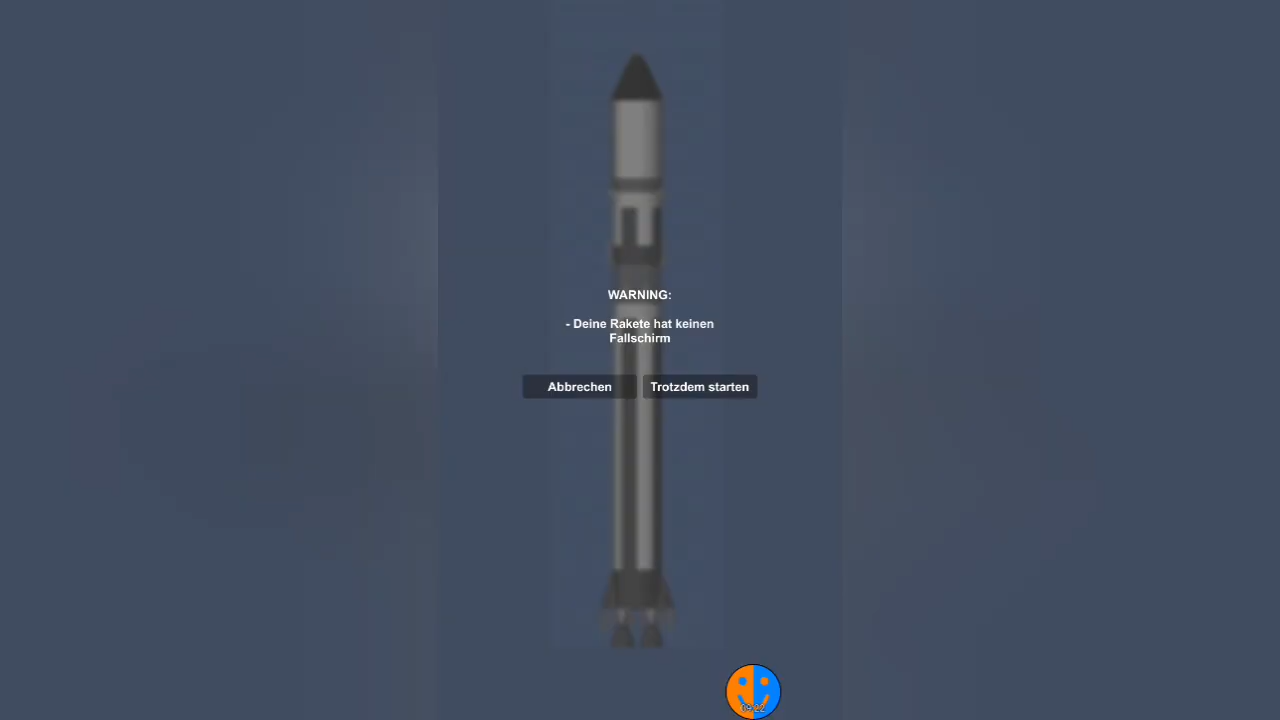 WARNING:
- Deine Rakete hat keinen
Fallschirm
Abbrechen
Trotzdem starten